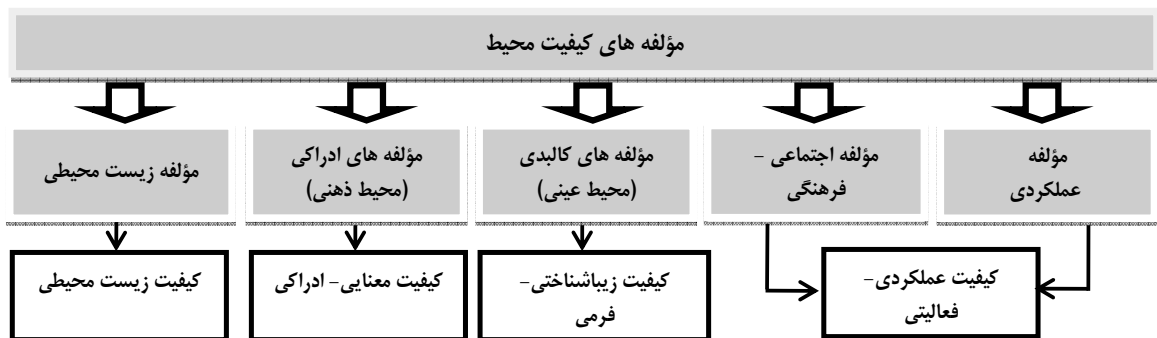 مؤلفه های کیفیت محیط
مؤلفه
عملکردی
مؤلفه اجتماعی –
فرهنگی
مؤلفه های کالبدی
(محیط عینی)
مؤلفه های ادراکی
(محیط ذهنی)
مؤلفه زیست محیطی
کیفیت عملکردی–
فعالیتی
کیفیت زیباشناختی–
فرمی
کیفیت معنایی– ادراکی
کیفیت زیست محیطی